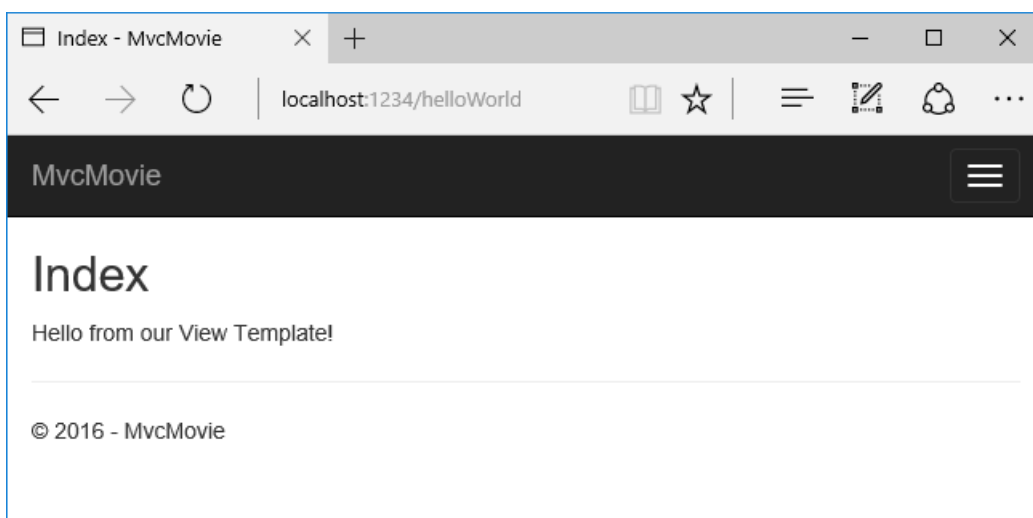 Index - MvcMovie
localhost:1234/helloWorld
MvcMovie
Index
Hello from our View Template!
© 2016 - MvcMovie